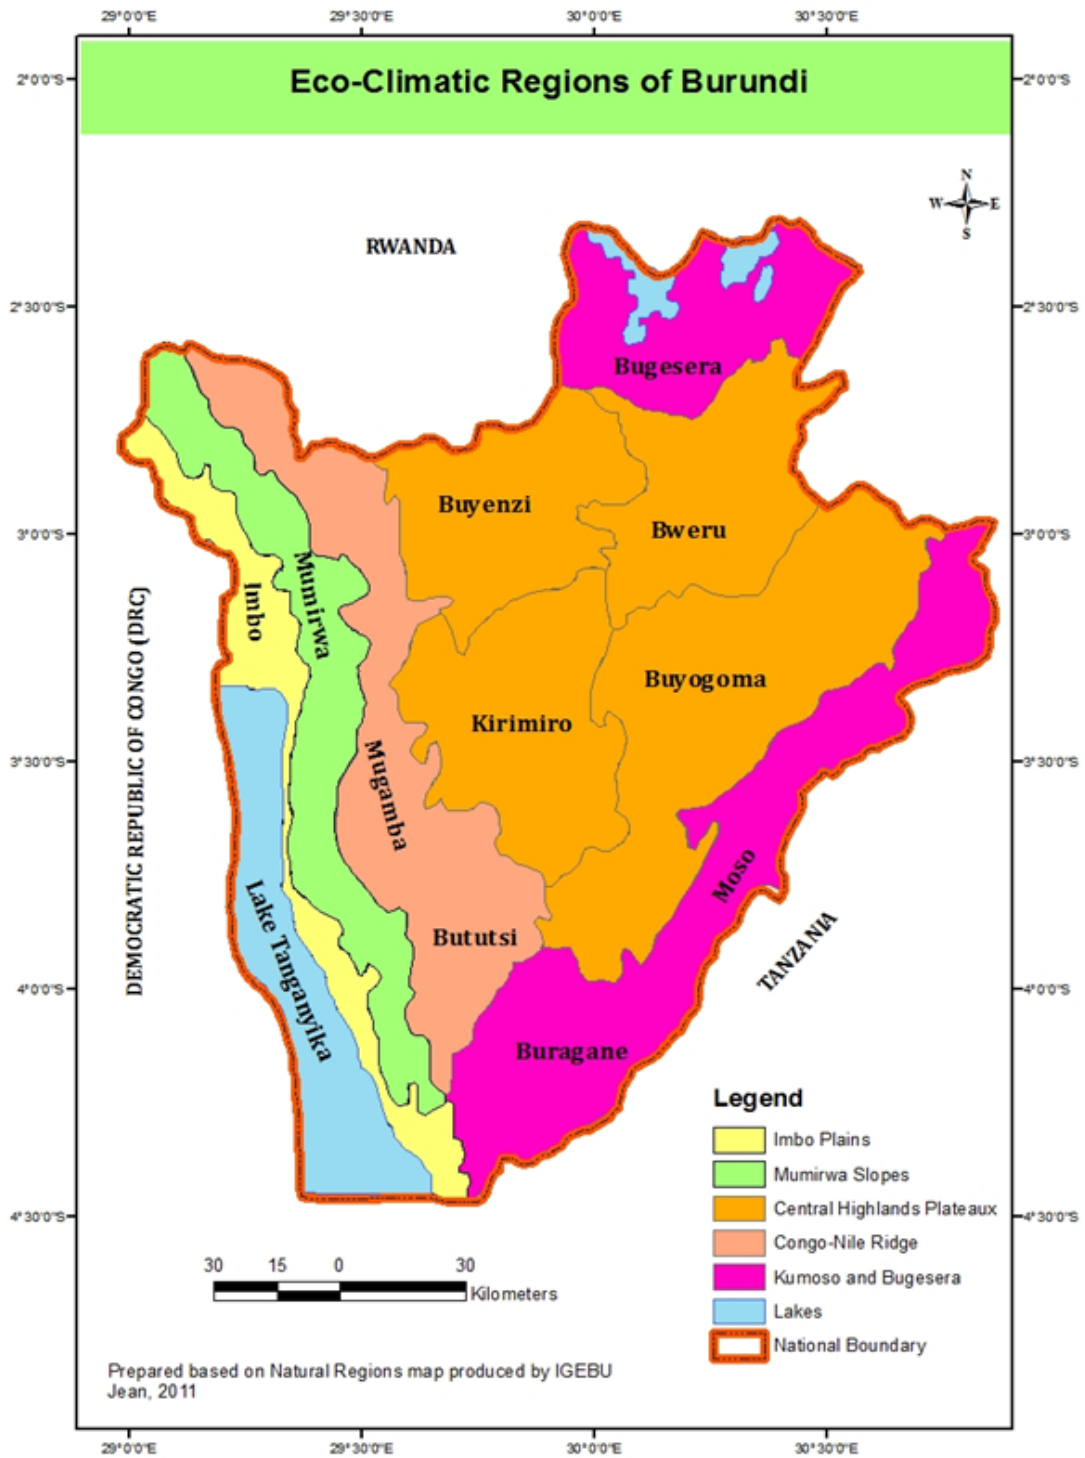 29°0'0"E 29°30'0"E 30°0'0"E 30°30'0"E
2°0'0"S 2°0'0"S
Eco-Climatic Regions of Burundi
N
W E
S
RWANDA
2°30'0"S 2°30'0"S
Bugesera
Buyenzi
Bweru
3°0'0"S 3°0'0"S
Mumirwa
Imbo
DEMOCRATIC REPUBLIC OF CONGO (DRC)
Buyogoma
Kirimiro
3°30'0"S 3°30'0"S
Mugamba
Moso
Lake Tanganyika
Bututsi
TANZANIA
4°0'0"S 4°0'0"S
Buragane
Legend
Imbo Plains
Mumirwa Slopes
Central Highlands Plateaux
4°30'0"S 4°30'0"S
Congo-Nile Ridge
Kumoso and Bugesera
Lakes
National Boundary
30 15 0 30
Kilometers
Prepared based on Natural Regions map produced by IGEBU
Jean, 2011
29°0'0"E 29°30'0"E 30°0'0"E 30°30'0"E